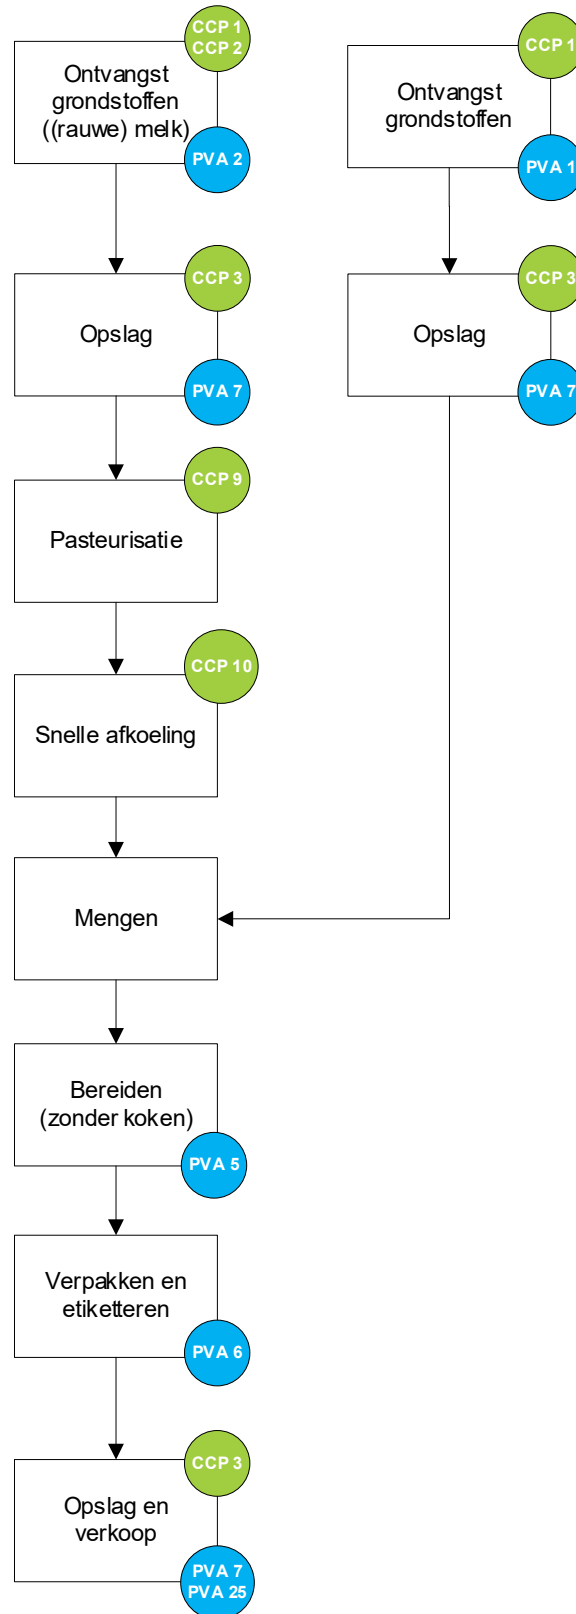 CCP 1
CCP 2
Ontvangst
grondstoffen
((rauwe) melk)
PVA 2
CCP 1
Ontvangst
grondstoffen
PVA 1
CCP 3
Opslag
PVA 7
CCP 3
Opslag
PVA 7
CCP 9
Pasteurisatie
CCP 10
Snelle afkoeling
Mengen
Bereiden
(zonder koken)
PVA 5
Verpakken en
etiketteren
PVA 6
CCP 3
Opslag en
verkoop
PVA 7
PVA 25